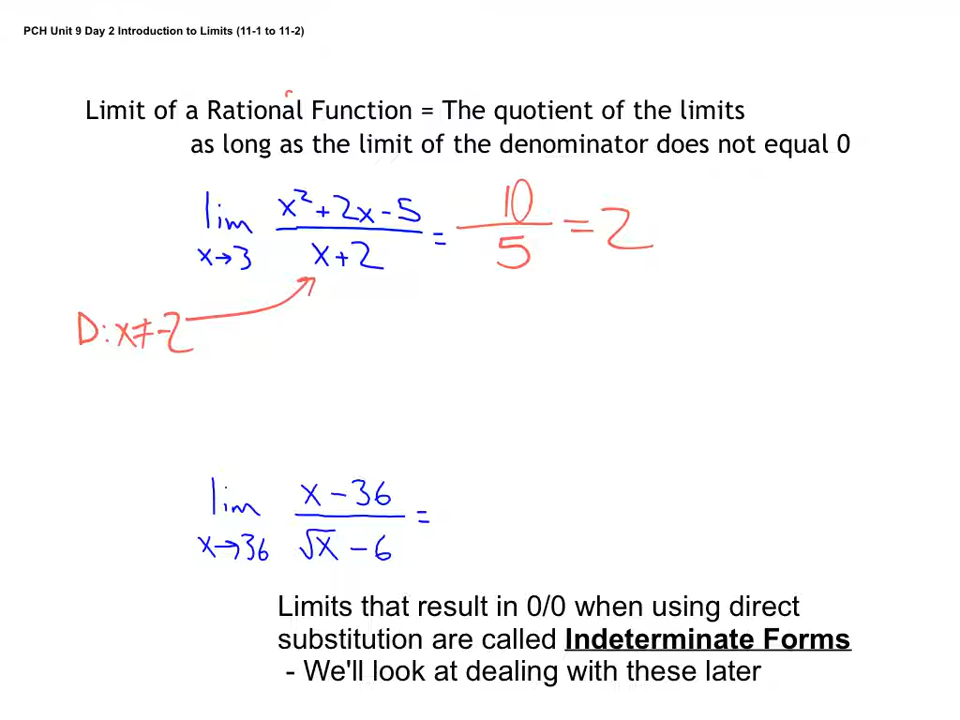 PCH Unit 9 Day 2 Introduction to Limits (11-1 to 11-2)
Limit of a Rational Function = The quotient of the limits
as long as the limit of the denominator does not equal 0
lim x→3 (x²+2x-5)/(x+2) = 10/5 = 2
D: x≠-2
lim x→36 (x-36)/(√x-6) =
Limits that result in 0/0 when using direct
substitution are called Indeterminate Forms
- We'll look at dealing with these later